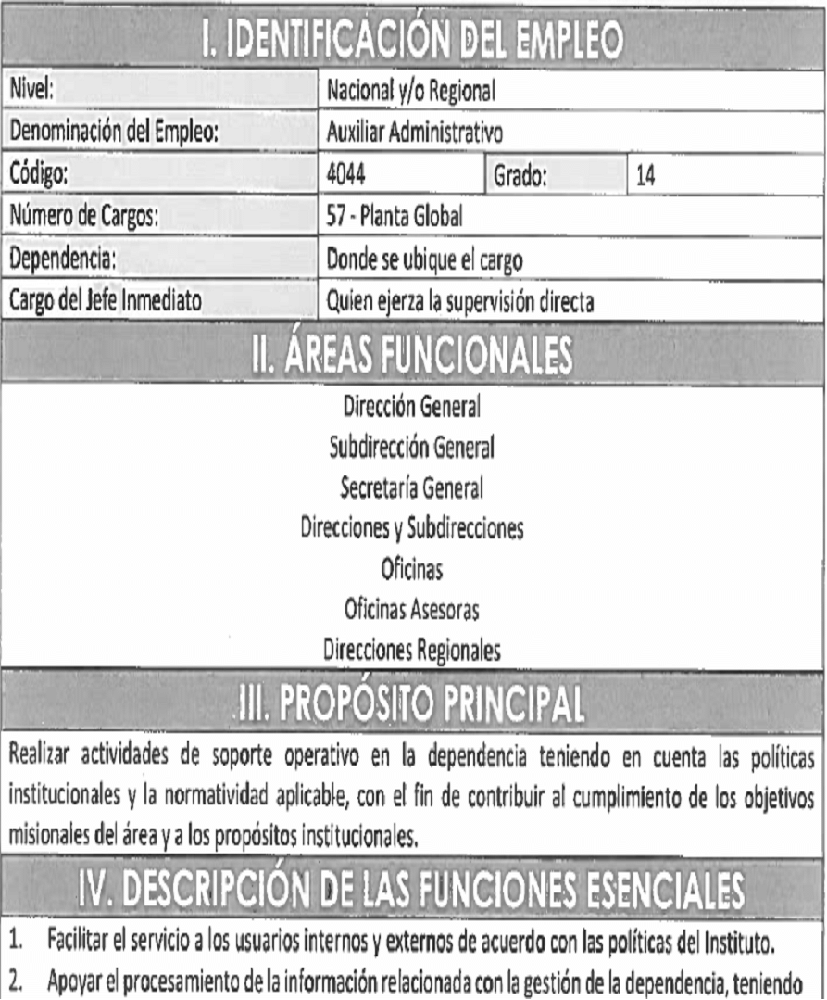 I. IDENTIFICACIÓN DEL EMPLEO
Nivel: Nacional y/o Regional
Denominación del Empleo: Auxiliar Administrativo
Código: 4044 Grado: 14
Número de Cargos: 57 - Planta Global
Dependencia: Donde se ubique el cargo
Cargo del Jefe Inmediato Quien ejerza la supervisión directa
II. ÁREAS FUNCIONALES
Dirección General
Subdirección General
Secretaría General
Direcciones y Subdirecciones
Oficinas
Oficinas Asesoras
Direcciones Regionales
III. PROPÓSITO PRINCIPAL
Realizar actividades de soporte operativo en la dependencia teniendo en cuenta las políticas
institucionales y la normatividad aplicable, con el fin de contribuir al cumplimiento de los objetivos
misionales del área y a los propósitos institucionales.
IV. DESCRIPCIÓN DE LAS FUNCIONES ESENCIALES
1. Facilitar el servicio a los usuarios internos y externos de acuerdo con las políticas del Instituto.
2. Apoyar el procesamiento de la información relacionada con la gestión de la dependencia, teniendo